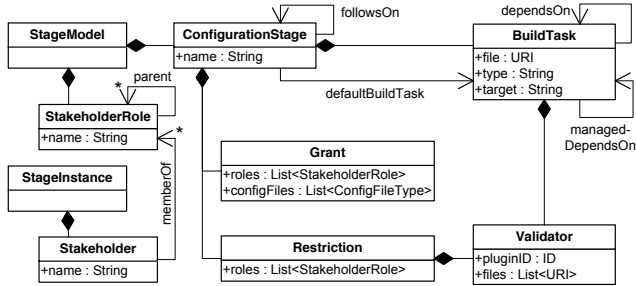 followsOn
dependsOn
StageModel
ConfigurationStage
+name : String
BuildTask
+file : URI
+type : String
+target : String
parent
*
defaultBuildTask
StakeholderRole
+name : String
*
managed-
DependsOn
Grant
+roles : List<StakeholderRole>
+configFiles : List<ConfigFileType>
StageInstance
memberOf
Stakeholder
+name : String
Restriction
+roles : List<StakeholderRole>
Validator
+pluginID : ID
+files : List<URI>